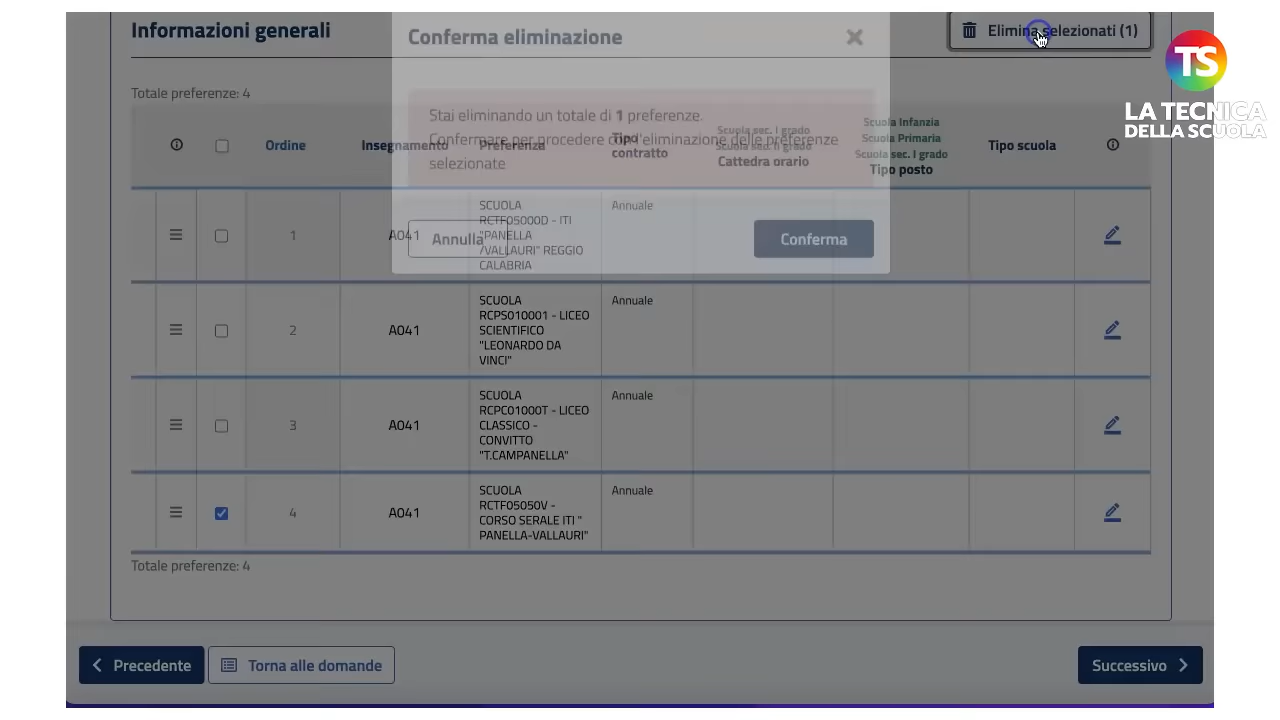 Informazioni generali
Conferma eliminazione
Elimina selezionati (1)
TS
LA TECNICA
DELLA SCUOLA
Totale preferenze: 4
Stai eliminando un totale di 1 preferenze.
Confermare per procedere con l'eliminazione delle preferenze
selezionate
Ordine
Insegnamento
Preferenza
Tipo
contratto
Scuola sec. I grado
Scuola sec. II grado
Cattedra orario
Scuola Infanzia
Scuola Primaria
Scuola sec. I grado
Tipo posto
Tipo scuola
Annulla
Conferma
1
A041
SCUOLA
RCTF05000D - ITI
"PANELLA
/VALLAURI" REGGIO
CALABRIA
Annuale
2
A041
SCUOLA
RCPS010001 - LICEO
SCIENTIFICO
"LEONARDO DA
VINCI"
Annuale
3
A041
SCUOLA
RCPC01000T - LICEO
CLASSICO -
CONVITTO
"T.CAMPANELLA"
Annuale
4
A041
SCUOLA
RCTF05050V -
CORSO SERALE ITI "
PANELLA-VALLAURI"
Annuale
Totale preferenze: 4
Precedente
Torna alle domande
Successivo